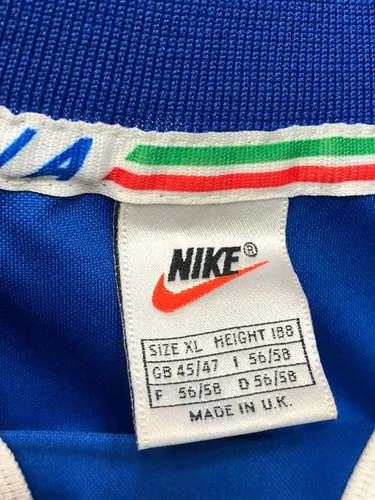 IA
NIKE®
SIZE XL HEIGHT 188
GB 45/47 I 56/58
F 56/58 D 56/58
MADE IN U.K.